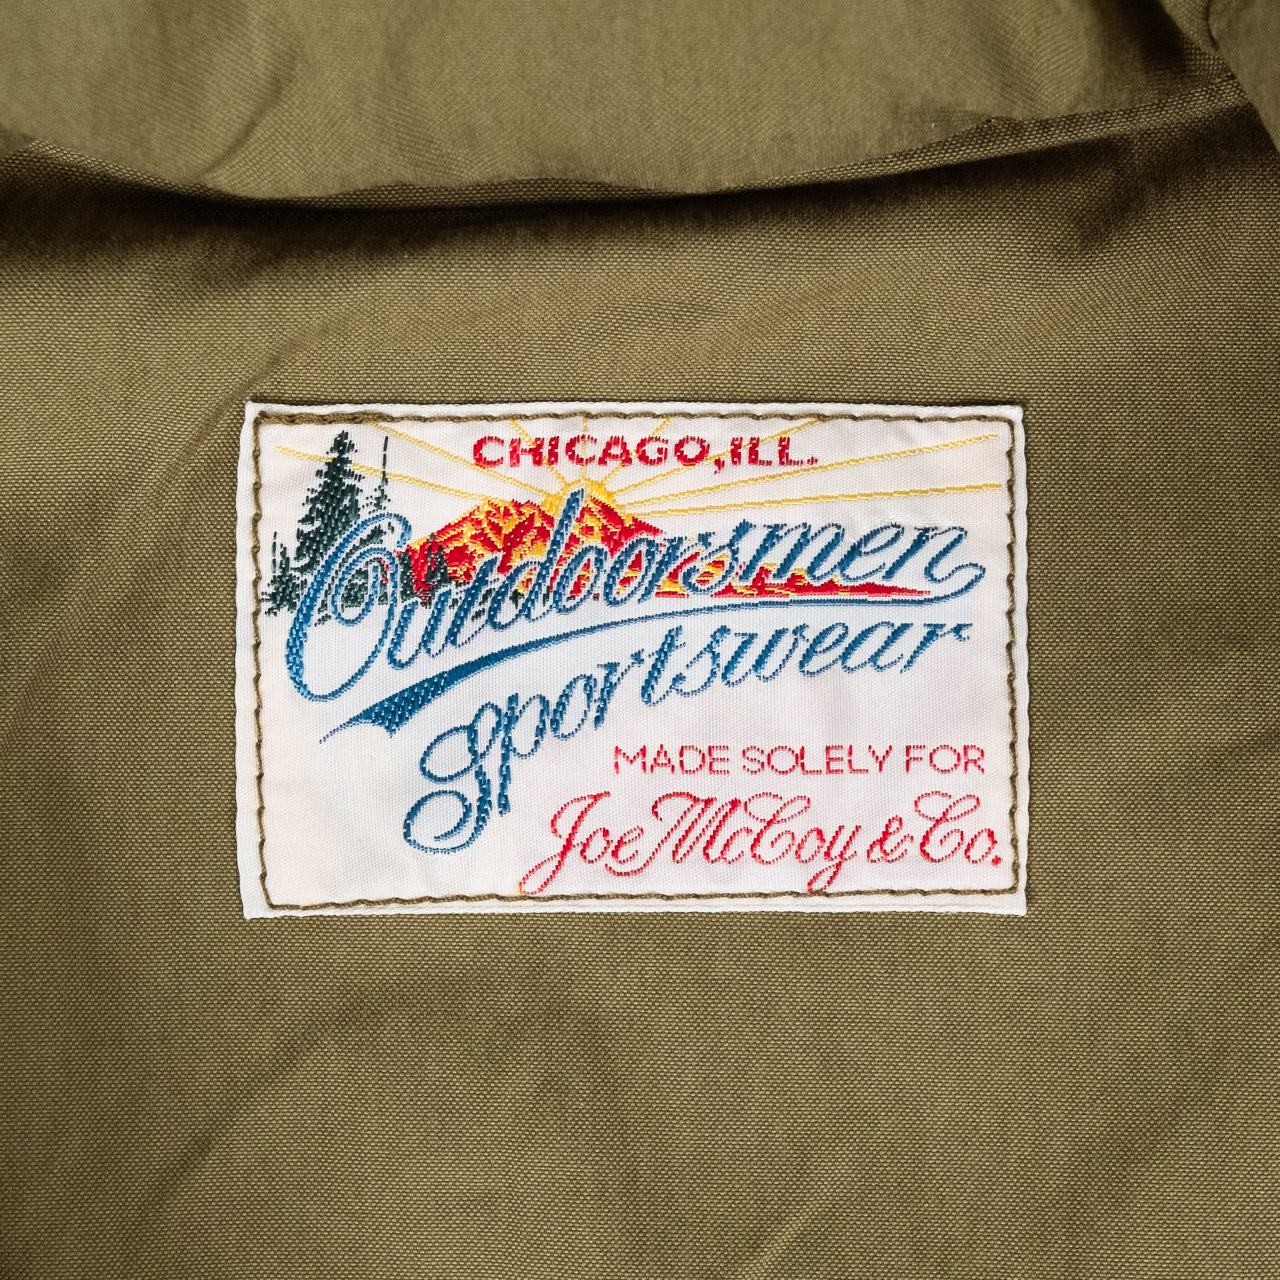 CHICAGO, ILL.
Outdoorsmen
Sportswear
MADE SOLELY FOR
Joe McCoy & Co.